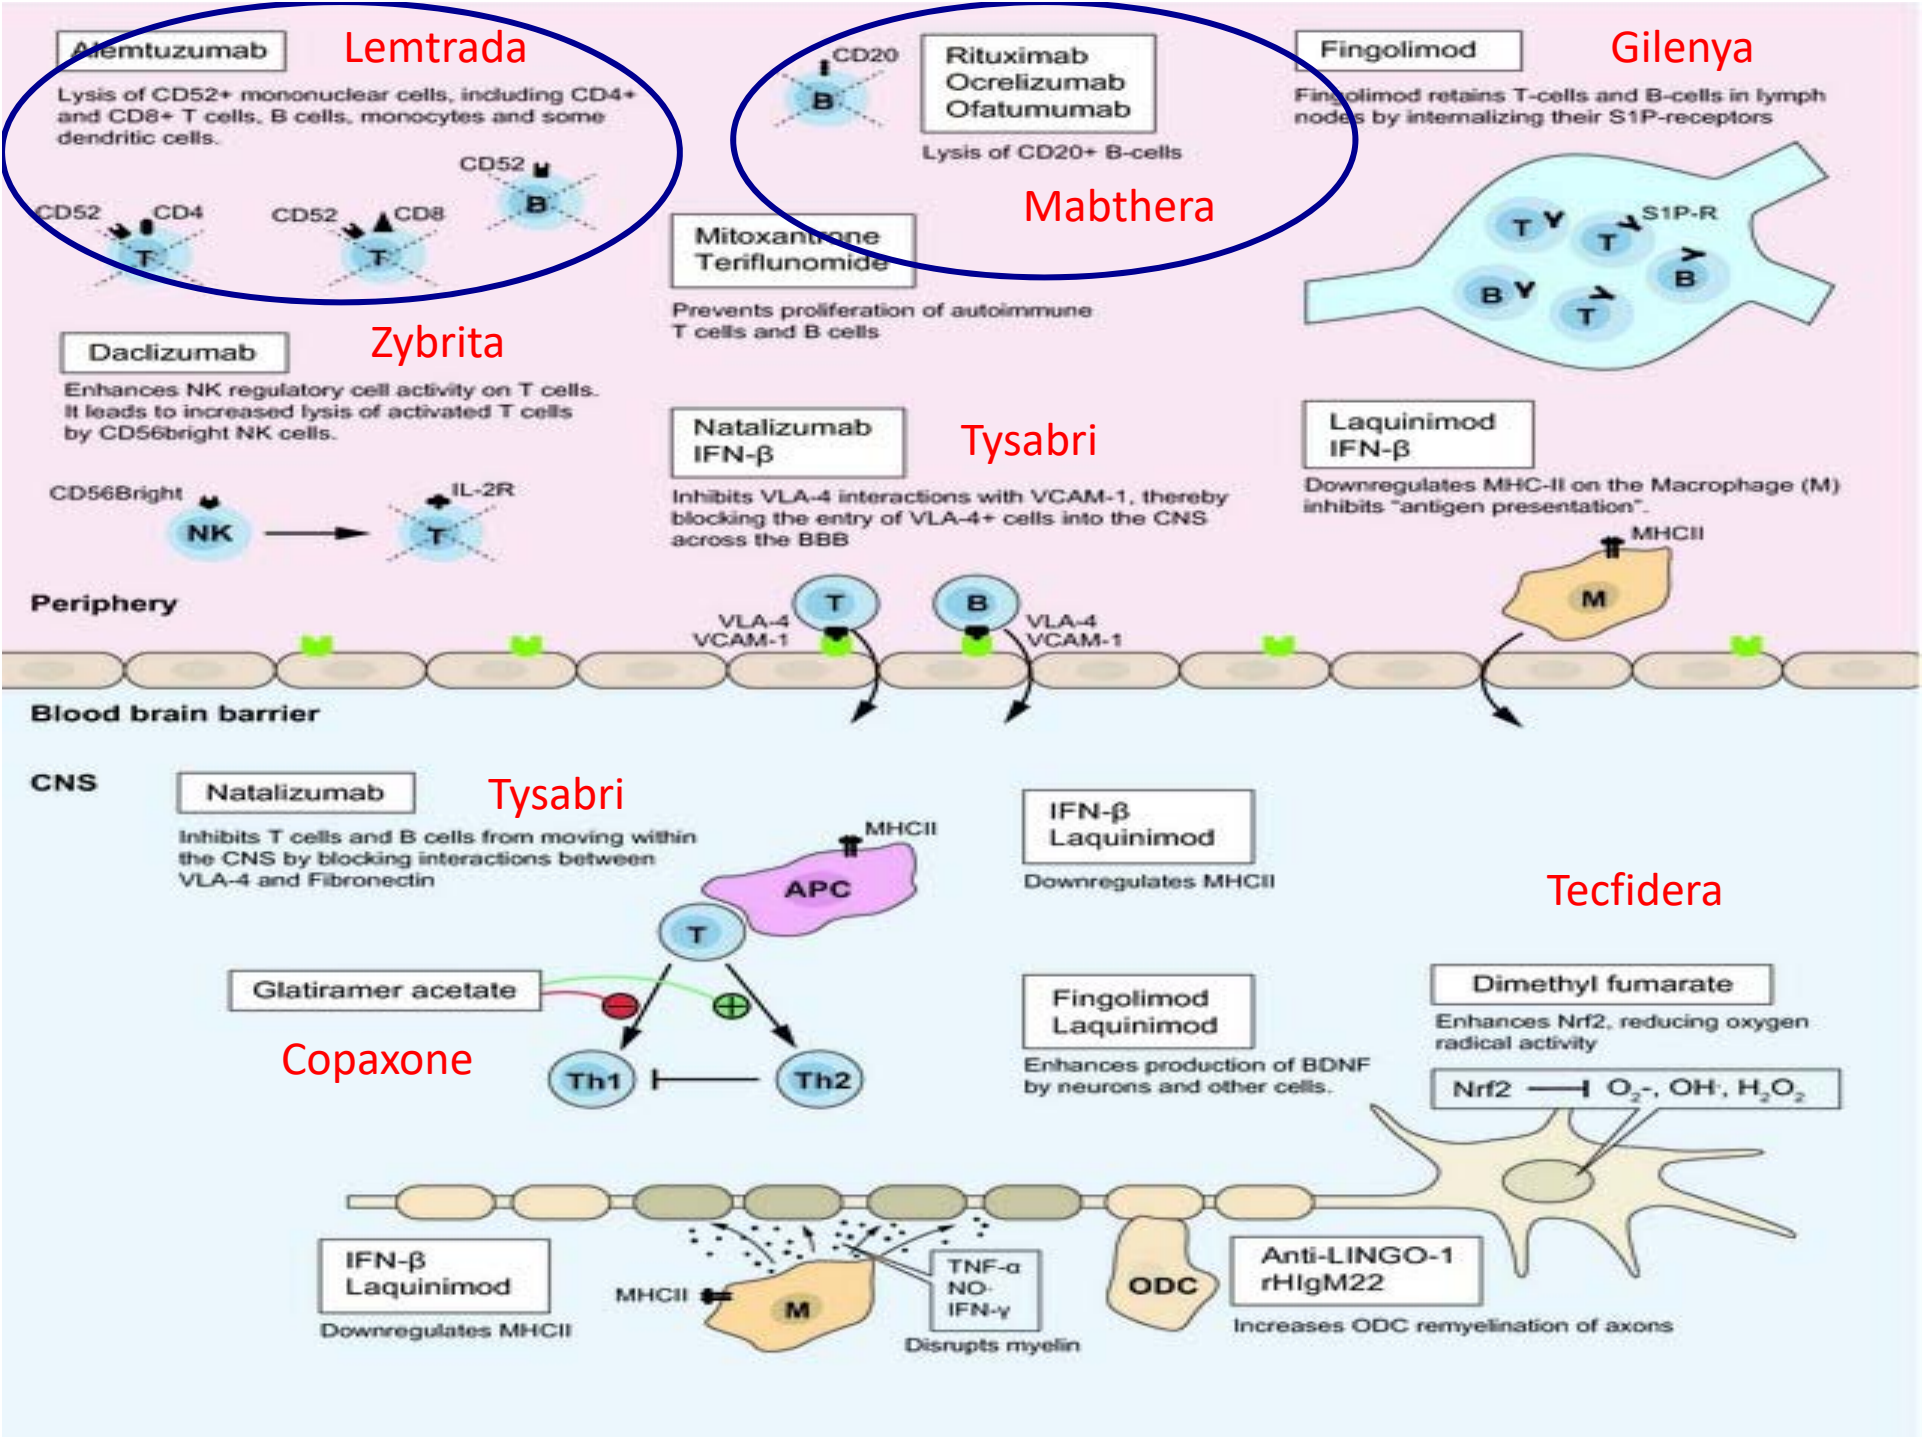 Alemtuzumab
Lemtrada
Lysis of CD52+ mononuclear cells, including CD4+
and CD8+ T cells, B cells, monocytes and some
dendritic cells.
CD52
B
CD52
CD4
T
CD52
CD8
T
CD20
B
Rituximab
Ocrelizumab
Ofatumumab
Lysis of CD20+ B-cells
Mabthera
Fingolimod
Gilenya
Fingolimod retains T-cells and B-cells in lymph
nodes by internalizing their S1P-receptors
T
T
S1P-R
B
B
T
Mitoxantrone
Teriflunomide
Prevents proliferation of autoimmune
T cells and B cells
Daclizumab
Zybrita
Enhances NK regulatory cell activity on T cells.
It leads to increased lysis of activated T cells
by CD56bright NK cells.
CD56Bright
NK
IL-2R
T
Natalizumab
IFN-β
Tysabri
Inhibits VLA-4 interactions with VCAM-1, thereby
blocking the entry of VLA-4+ cells into the CNS
across the BBB
Laquinimod
IFN-β
Downregulates MHC-II on the Macrophage (M)
inhibits "antigen presentation".
MHCII
M
Periphery
T
VLA-4
VCAM-1
B
VLA-4
VCAM-1
Blood brain barrier
CNS
Natalizumab
Tysabri
Inhibits T cells and B cells from moving within
the CNS by blocking interactions between
VLA-4 and Fibronectin
MHCII
APC
T
IFN-β
Laquinimod
Downregulates MHCII
Tecfidera
Glatiramer acetate
Copaxone
Th1
Th2
Fingolimod
Laquinimod
Enhances production of BDNF
by neurons and other cells.
Dimethyl fumarate
Enhances Nrf2, reducing oxygen
radical activity
Nrf2 O₂-, OH·, H₂O₂
IFN-β
Laquinimod
Downregulates MHCII
MHCII
M
TNF-α
NO·
IFN-γ
Disrupts myelin
ODC
Anti-LINGO-1
rHIgM22
Increases ODC remyelination of axons